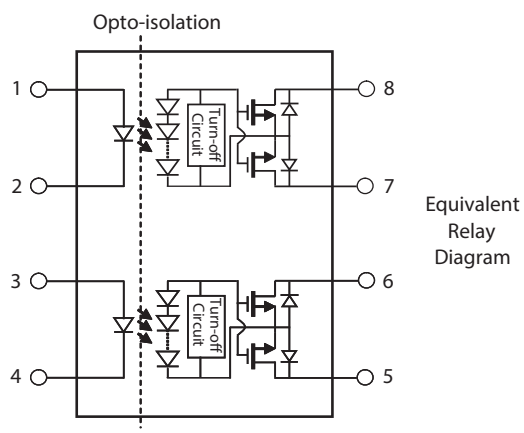 Opto-isolation
1
2
3
4
Turn-off
Circuit
Turn-off
Circuit
8
7
6
5
Equivalent
Relay
Diagram